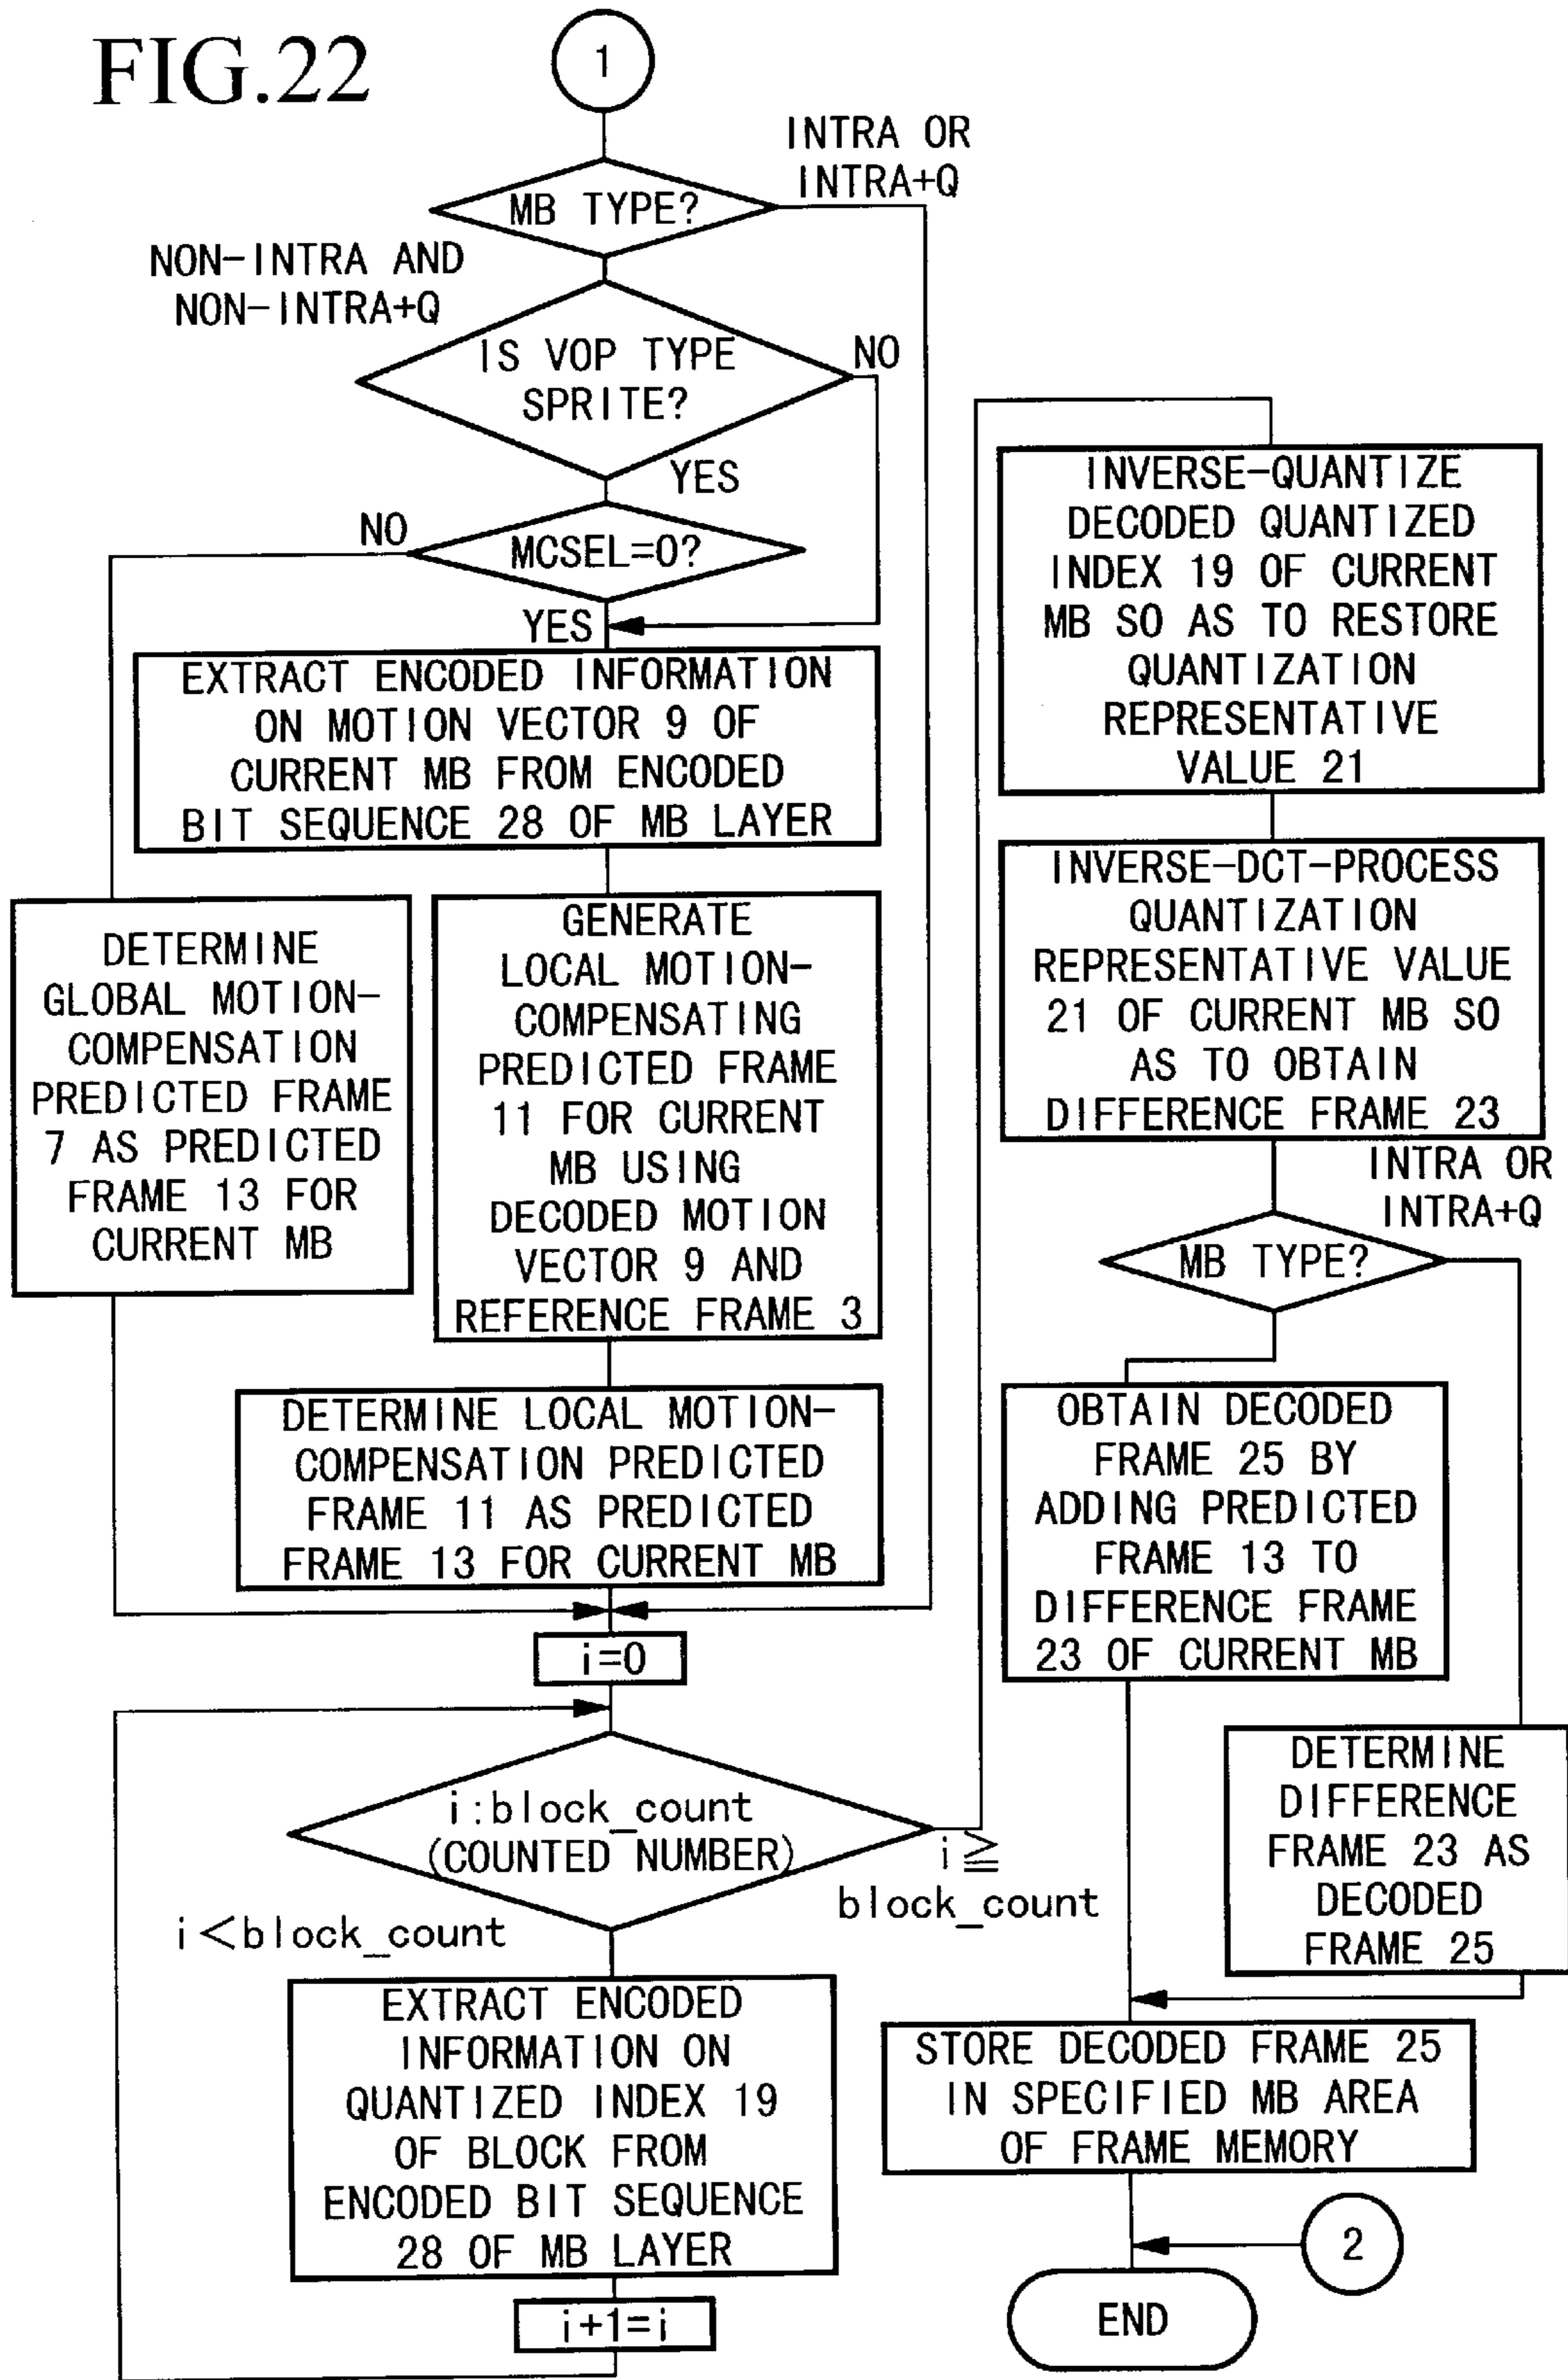 FIG.22
1
INTRA OR
INTRA+Q
MB TYPE?
NON-INTRA AND
NON-INTRA+Q
IS VOP TYPE
SPRITE?
NO
YES
NO
MCSEL=0?
YES
EXTRACT ENCODED INFORMATION
ON MOTION VECTOR 9 OF
CURRENT MB FROM ENCODED
BIT SEQUENCE 28 OF MB LAYER
DETERMINE
GLOBAL MOTION-
COMPENSATION
PREDICTED FRAME
7 AS PREDICTED
FRAME 13 FOR
CURRENT MB
GENERATE
LOCAL MOTION-
COMPENSATING
PREDICTED FRAME
11 FOR CURRENT
MB USING
DECODED MOTION
VECTOR 9 AND
REFERENCE FRAME 3
DETERMINE LOCAL MOTION-
COMPENSATION PREDICTED
FRAME 11 AS PREDICTED
FRAME 13 FOR CURRENT MB
i=0
i:block_count
(COUNTED NUMBER)
i≧
block_count
i<block_count
EXTRACT ENCODED
INFORMATION ON
QUANTIZED INDEX 19
OF BLOCK FROM
ENCODED BIT SEQUENCE
28 OF MB LAYER
i+1=i
INVERSE-QUANTIZE
DECODED QUANTIZED
INDEX 19 OF CURRENT
MB SO AS TO RESTORE
QUANTIZATION
REPRESENTATIVE
VALUE 21
INVERSE-DCT-PROCESS
QUANTIZATION
REPRESENTATIVE VALUE
21 OF CURRENT MB SO
AS TO OBTAIN
DIFFERENCE FRAME 23
INTRA OR
INTRA+Q
MB TYPE?
OBTAIN DECODED
FRAME 25 BY
ADDING PREDICTED
FRAME 13 TO
DIFFERENCE FRAME
23 OF CURRENT MB
DETERMINE
DIFFERENCE
FRAME 23 AS
DECODED
FRAME 25
STORE DECODED FRAME 25
IN SPECIFIED MB AREA
OF FRAME MEMORY
2
END